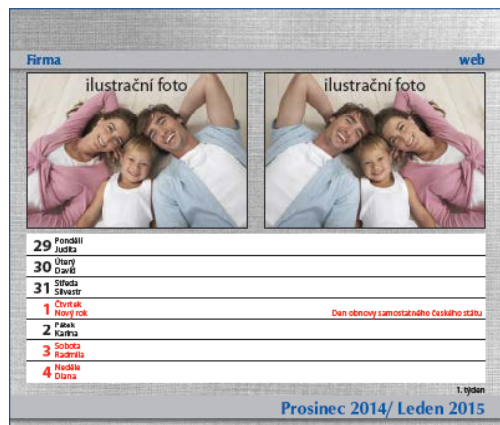 Firma
web
ilustrační foto
ilustrační foto
29 Pondělí
Judita
30 Úterý
David
31 Středa
Silvestr
1 Čtvrtek
Nový rok
Den obnovy samostatného českého státu
2 Pátek
Karina
3 Sobota
Radmila
4 Neděle
Diana
1. týden
Prosinec 2014/ Leden 2015